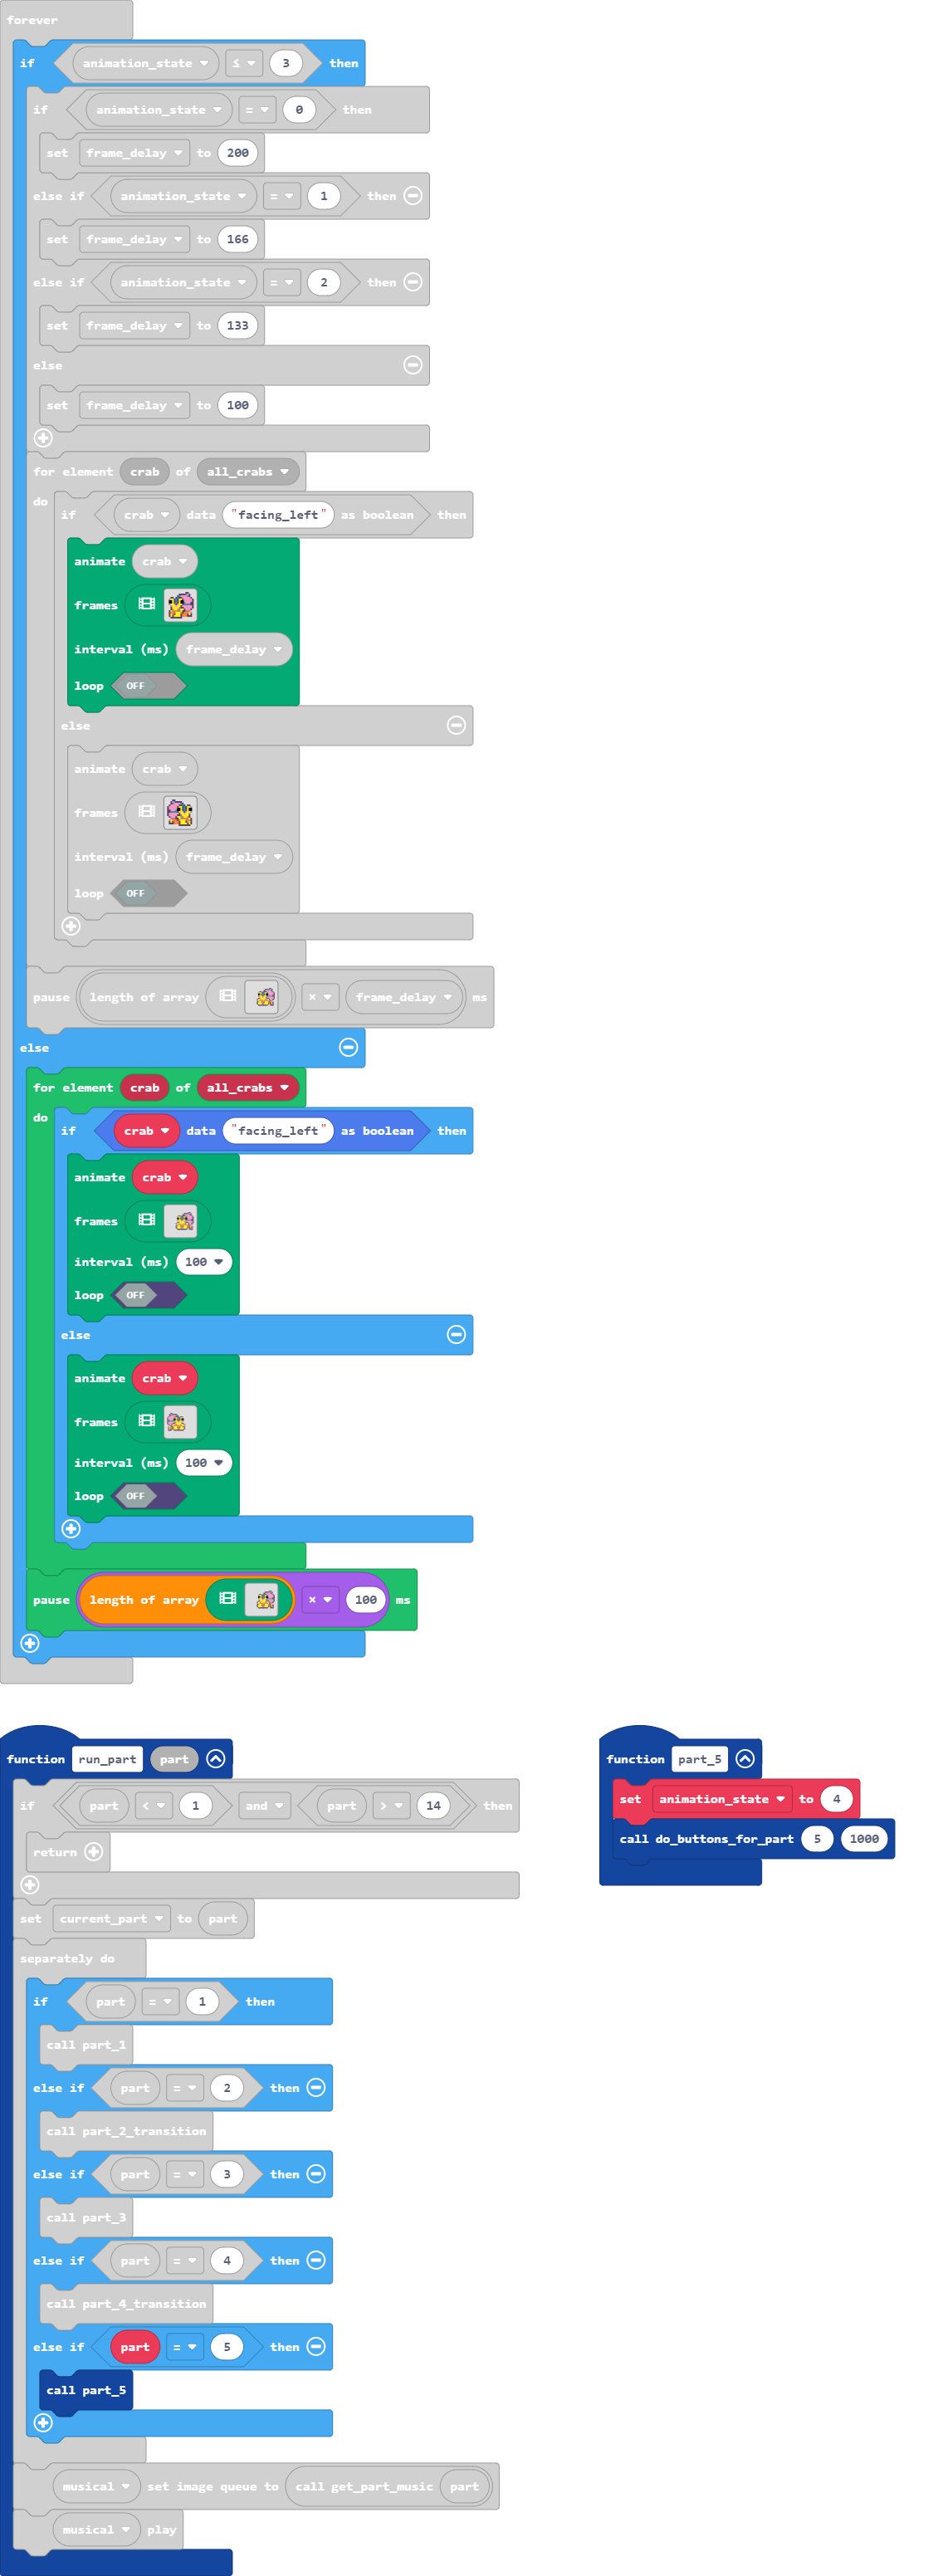 forever
if animation_state ≤ 3 then
if animation_state = 0 then
set frame_delay to 200
else if animation_state = 1 then
set frame_delay to 166
else if animation_state = 2 then
set frame_delay to 133
else
set frame_delay to 100
for element crab of all_crabs
do if crab data "facing_left" as boolean then
animate crab
frames
interval (ms) frame_delay
loop OFF
else
animate crab
frames
interval (ms) frame_delay
loop OFF
pause length of array × frame_delay ms
else
for element crab of all_crabs
do if crab data "facing_left" as boolean then
animate crab
frames
interval (ms) 100
loop OFF
else
animate crab
frames
interval (ms) 100
loop OFF
pause length of array × 100 ms
function run_part part
if part < 1 and part > 14 then
return
set current_part to part
separately do
if part = 1 then
call part_1
else if part = 2 then
call part_2_transition
else if part = 3 then
call part_3
else if part = 4 then
call part_4_transition
else if part = 5 then
call part_5
musical set image queue to call get_part_music part
musical play
function part_5
set animation_state to 4
call do_buttons_for_part 5 1000